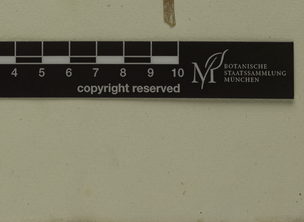 4 5 6 7 8 9 10
copyright reserved
M
BOTANISCHE
STAATSSAMMLUNG
MÜNCHEN